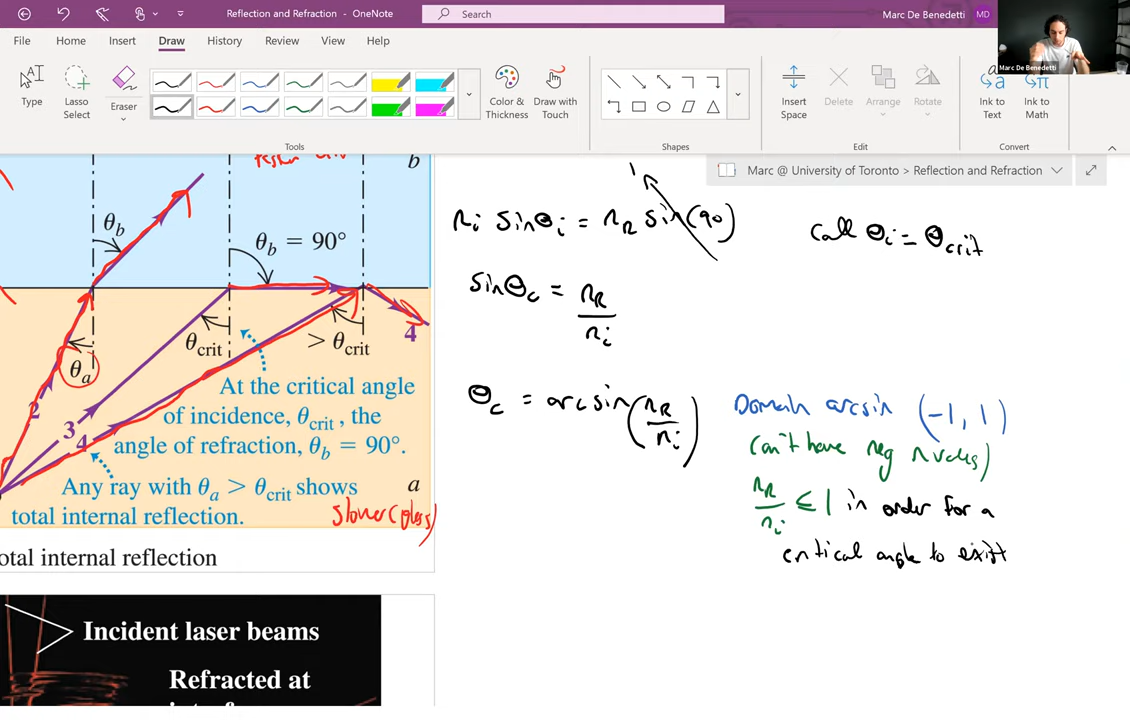 Reflection and Refraction - OneNote
Search
Marc De Benedetti
MD
File
Home
Insert
Draw
History
Review
View
Help
Marc De Benedetti
Type
Lasso Select
Eraser
Color & Thickness
Draw with Touch
Insert Space
Delete
Arrange
Rotate
Ink to Text
Ink to Math
Tools
Shapes
Edit
Convert
Marc @ University of Toronto > Reflection and Refraction
b
θb
θb = 90°
θcrit
> θcrit
4
θa
2
3
4
At the critical angle
of incidence, θcrit, the
angle of refraction, θb = 90°.
Any ray with θa > θcrit shows
a
total internal reflection.
slower (glass)
otal internal reflection
Incident laser beams
Refracted at
1
ni sinθi = nR sin(90)
call θi = θcrit
sinθc = nR/ni
θc = arcsin(nR/ni)
Domain arcsin (-1, 1)
(can't have neg n values)
nR/ni ≤ 1 in order for a
critical angle to exist